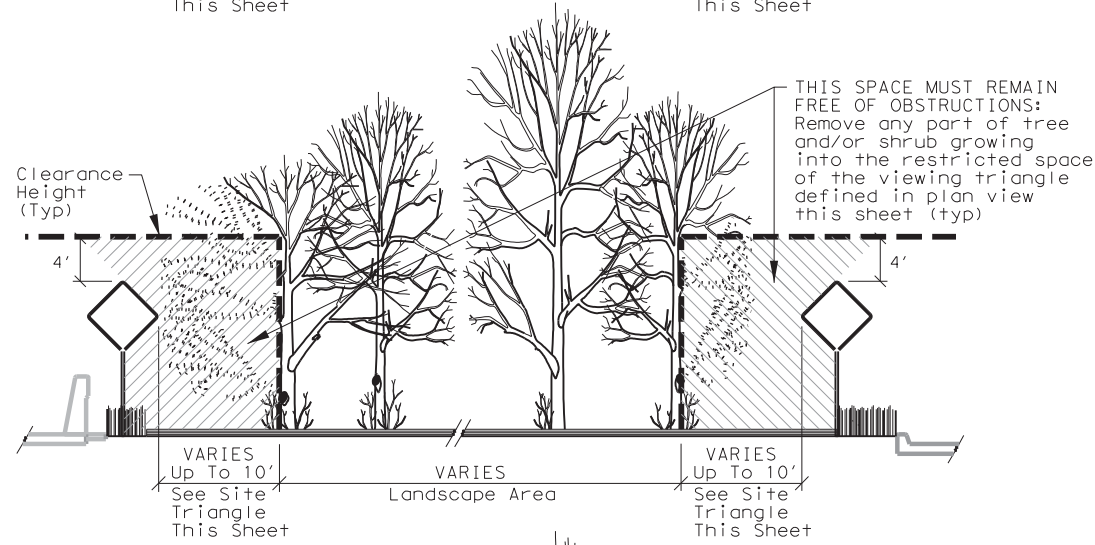 This Sheet
This Sheet
THIS SPACE MUST REMAIN
FREE OF OBSTRUCTIONS:
Remove any part of tree
and/or shrub growing
into the restricted space
of the viewing triangle
defined in plan view
this sheet (typ)
Clearance
Height
(Typ)
4'
4'
VARIES
Up To 10'
See Site
Triangle
This Sheet
VARIES
Landscape Area
VARIES
Up To 10'
See Site
Triangle
This Sheet